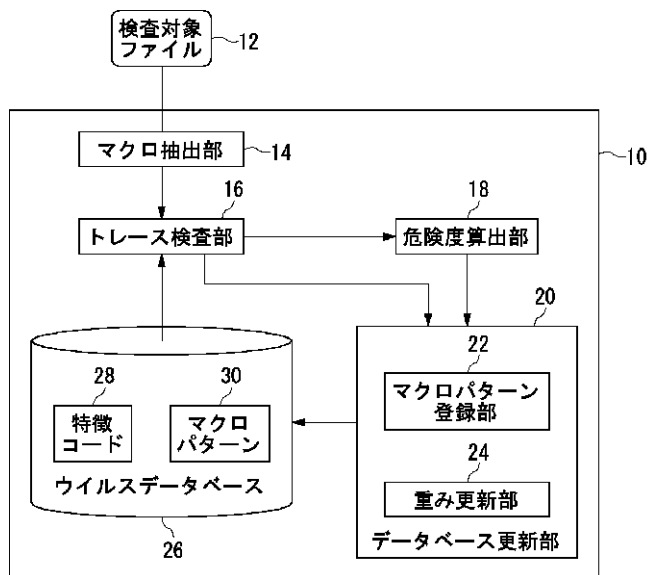 検査対象
ファイル
12
マクロ抽出部
14
10
16
トレース検査部
18
危険度算出部
20
22
マクロパターン
登録部
24
重み更新部
データベース更新部
28
特徴
コード
30
マクロ
パターン
ウイルスデータベース
26